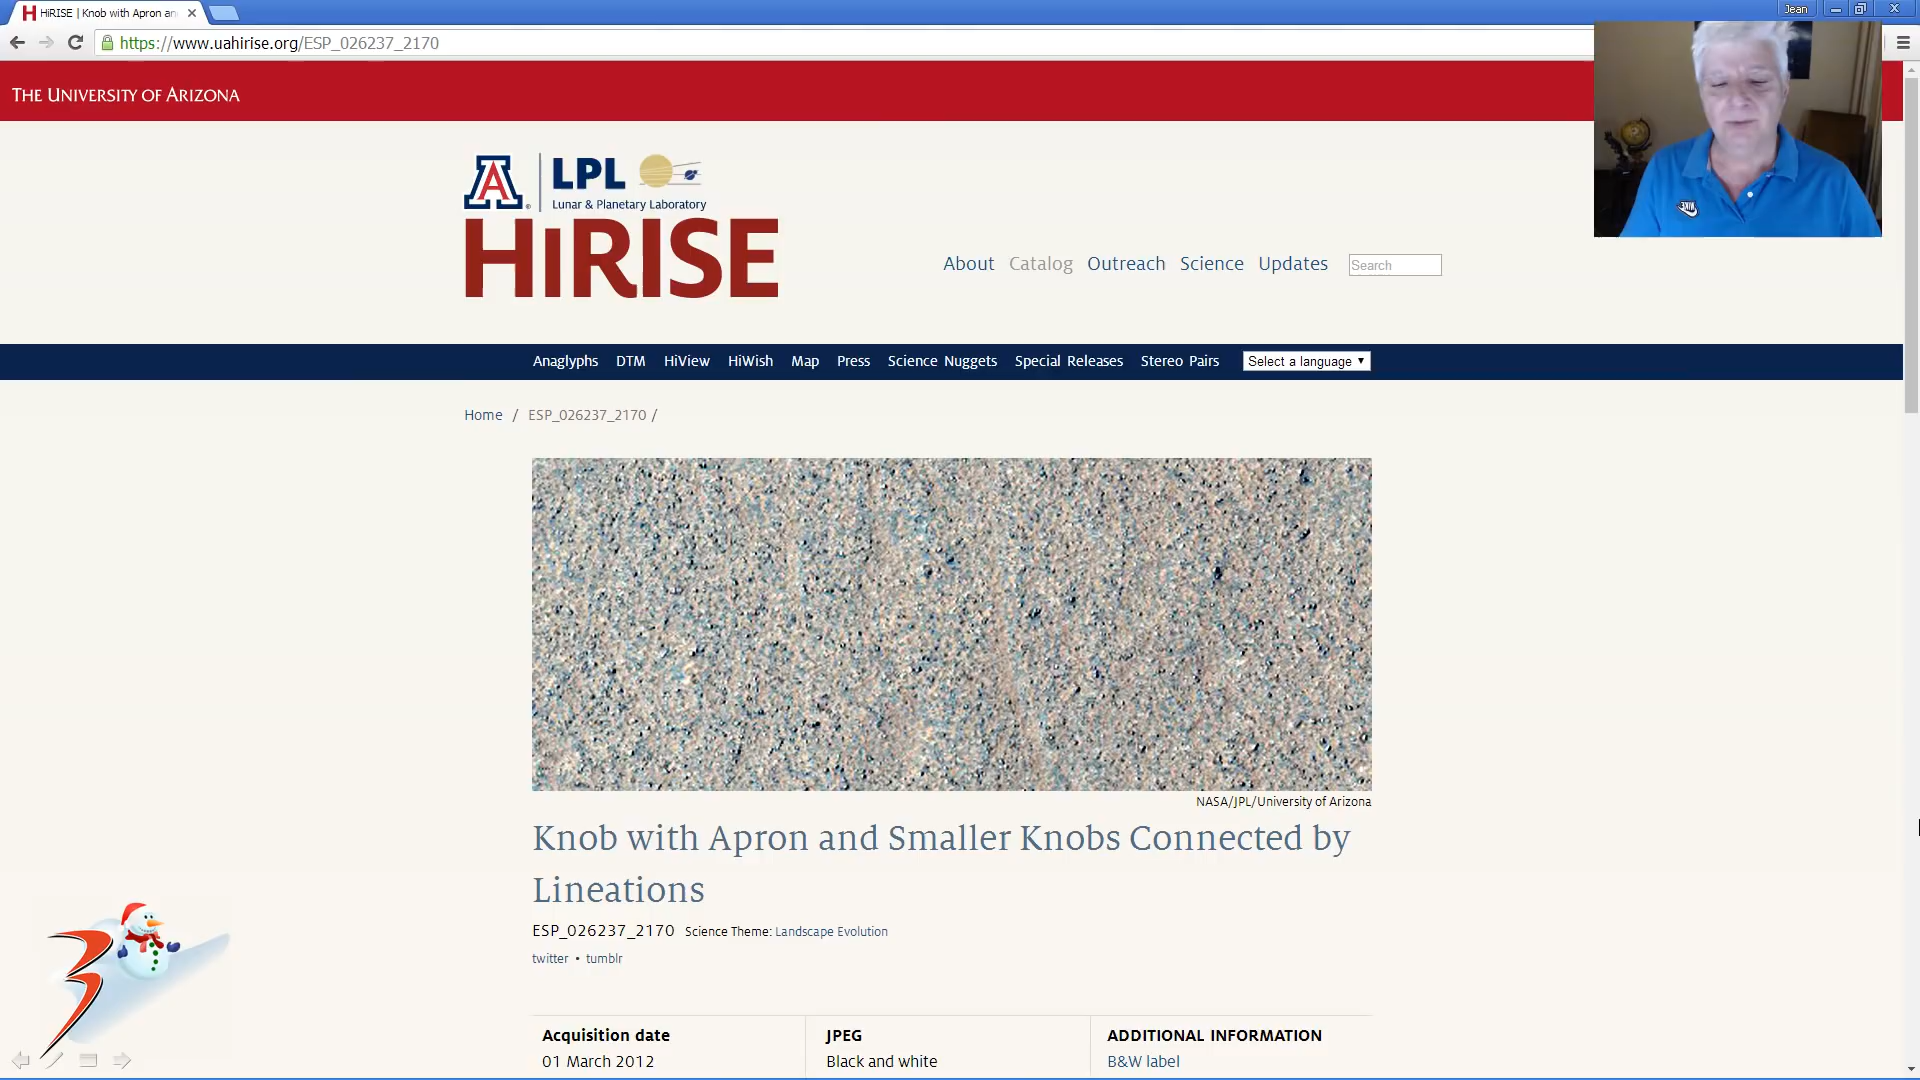 HiRISE | Knob with Apron an
Jean
https://www.uahirise.org/ESP_026237_2170
THE UNIVERSITY OF ARIZONA
A
LPL
Lunar & Planetary Laboratory
HiRISE
About Catalog Outreach Science Updates Search
NIKE
Anaglyphs DTM HiView HiWish Map Press Science Nuggets Special Releases Stereo Pairs Select a language
Home / ESP_026237_2170 /
NASA/JPL/University of Arizona
Knob with Apron and Smaller Knobs Connected by
Lineations
ESP_026237_2170 Science Theme: Landscape Evolution
twitter • tumblr
3
Acquisition date JPEG ADDITIONAL INFORMATION
01 March 2012 Black and white B&W label